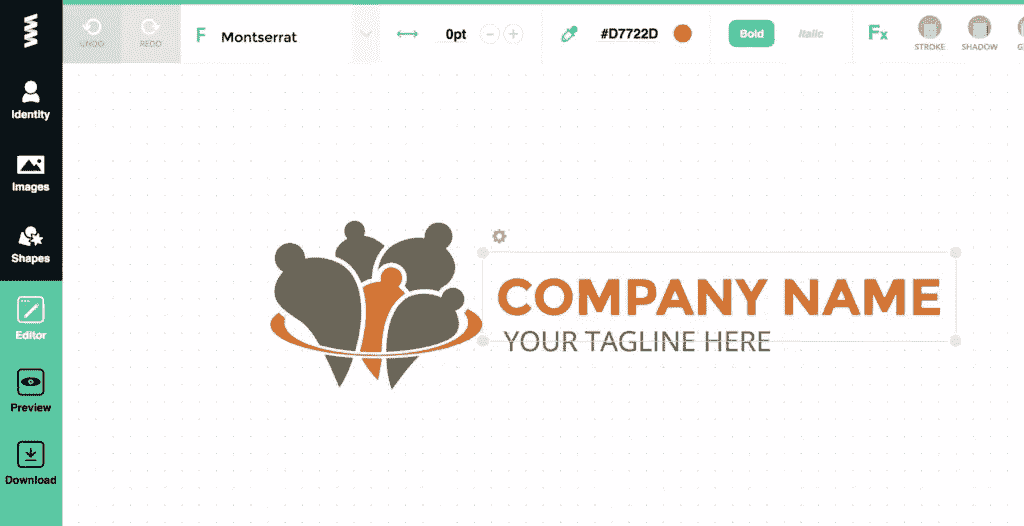 UNDO
REDO
F
Montserrat
0pt
#D7722D
Bold
Italic
Fx
STROKE
SHADOW
Identity
Images
Shapes
Editor
Preview
Download
COMPANY NAME
YOUR TAGLINE HERE